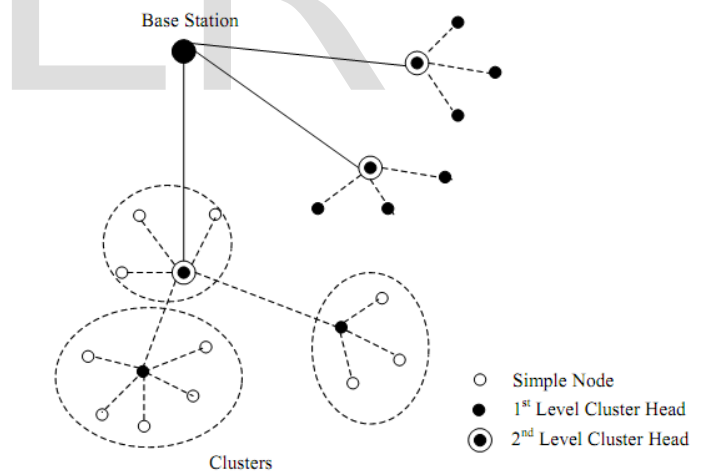 Base Station
Simple Node
1st Level Cluster Head
2nd Level Cluster Head
Clusters